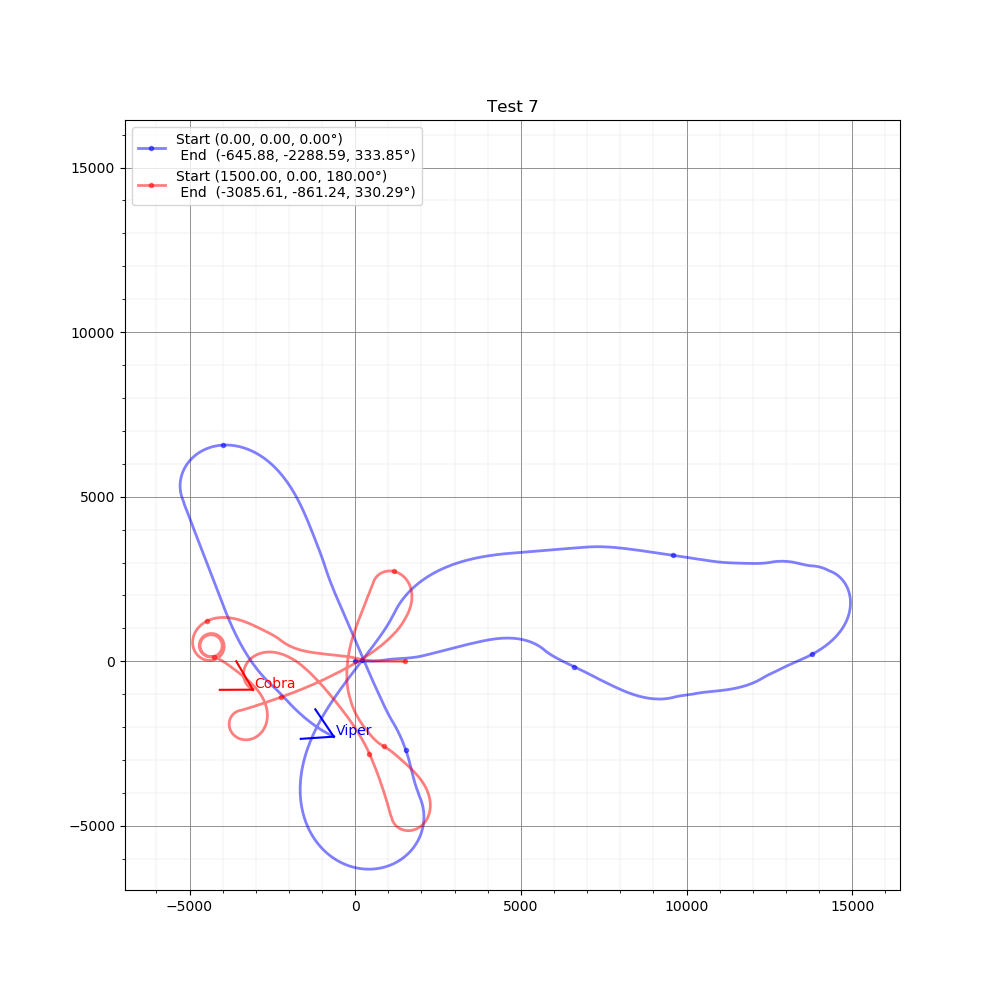 Test 7
Start (0.00, 0.00, 0.00°)
End (-645.88, -2288.59, 333.85°)
Start (1500.00, 0.00, 180.00°)
End (-3085.61, -861.24, 330.29°)
15000
10000
5000
0
−5000
Cobra
Viper
−5000
0
5000
10000
15000